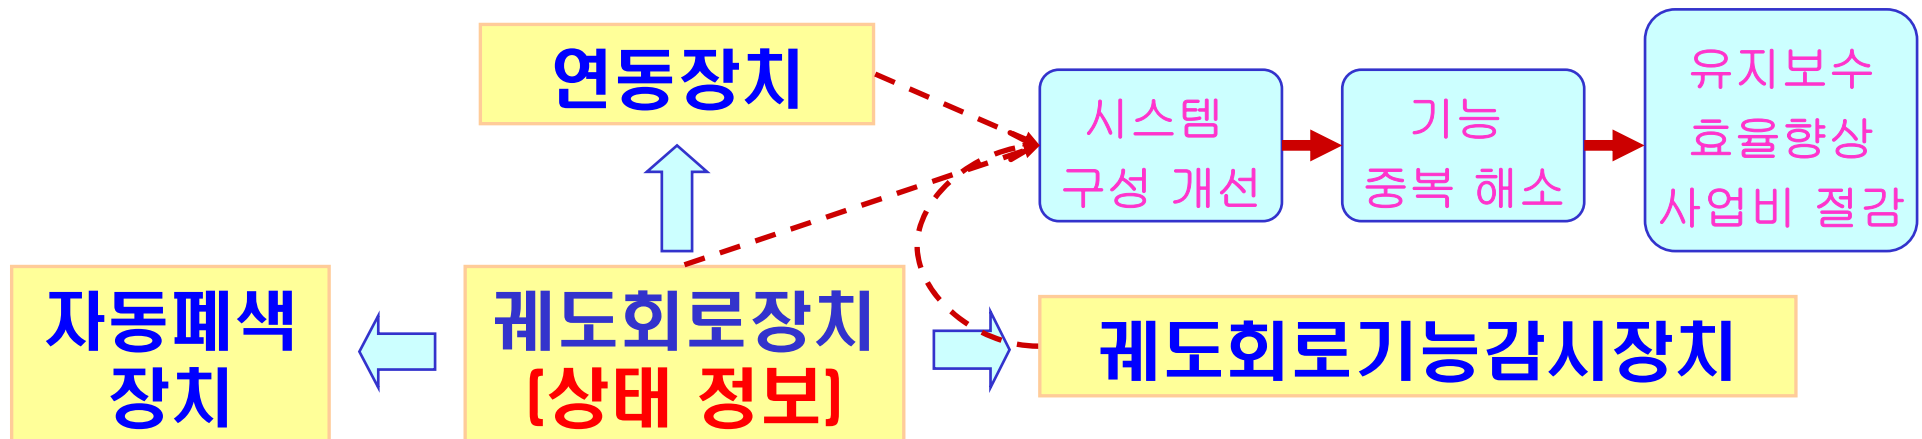 연동장치
시스템
구성 개선
기능
중복 해소
유지보수
효율향상
사업비 절감
자동폐색
장치
궤도회로장치
(상태 정보)
궤도회로기능감시장치